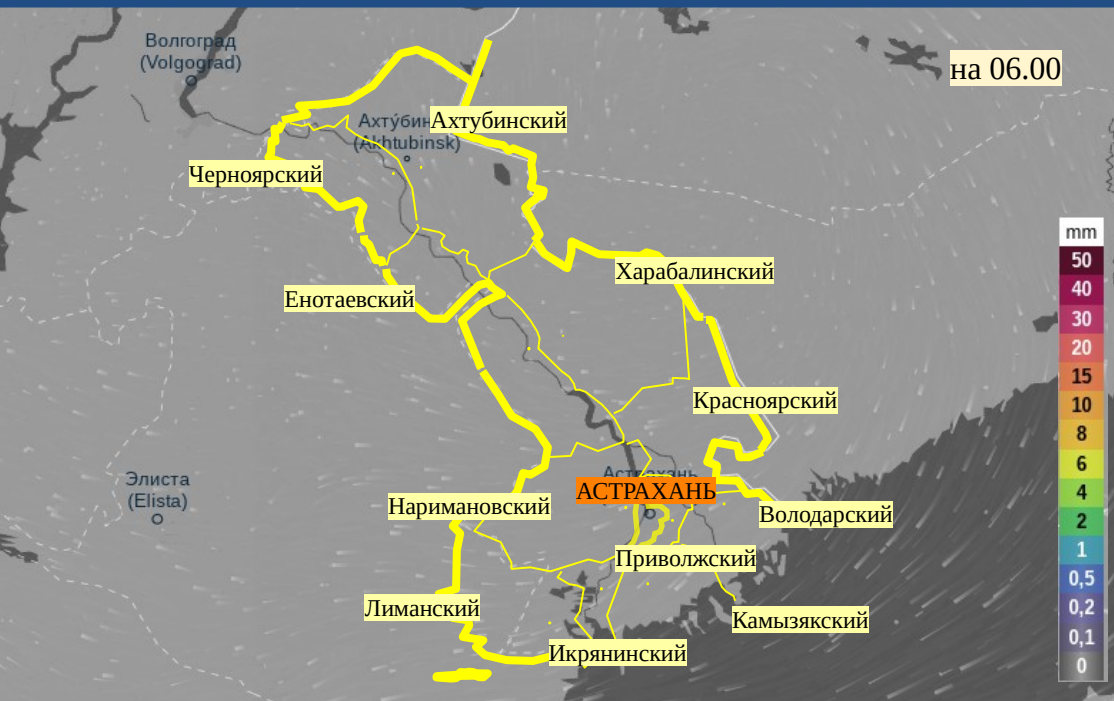 Волгоград
(Volgograd)
на 06.00
Ахтубинский
(Akhtubinsk)
Черноярский
Харабалинский
Енотаевский
Красноярский
Элиста
(Elista)
Астрахань
АСТРАХАНЬ
Наримановский
Володарский
Приволжский
Лиманский
Камызякский
Икрянинский
mm
50
40
30
20
15
10
8
6
4
2
1
0,5
0,2
0,1
0